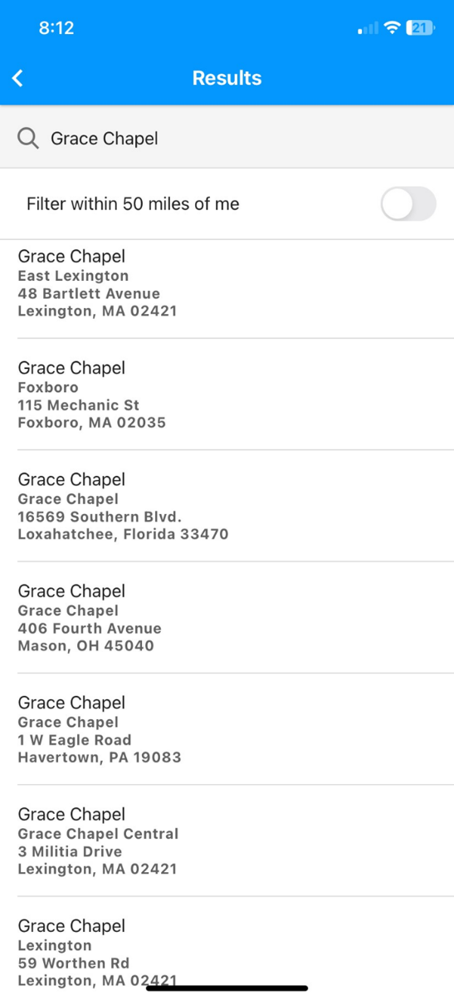 8:12
21
Results
Grace Chapel
Filter within 50 miles of me
Grace Chapel
East Lexington
48 Bartlett Avenue
Lexington, MA 02421
Grace Chapel
Foxboro
115 Mechanic St
Foxboro, MA 02035
Grace Chapel
Grace Chapel
16569 Southern Blvd.
Loxahatchee, Florida 33470
Grace Chapel
Grace Chapel
406 Fourth Avenue
Mason, OH 45040
Grace Chapel
Grace Chapel
1 W Eagle Road
Havertown, PA 19083
Grace Chapel
Grace Chapel Central
3 Militia Drive
Lexington, MA 02421
Grace Chapel
Lexington
59 Worthen Rd
Lexington, MA 02421